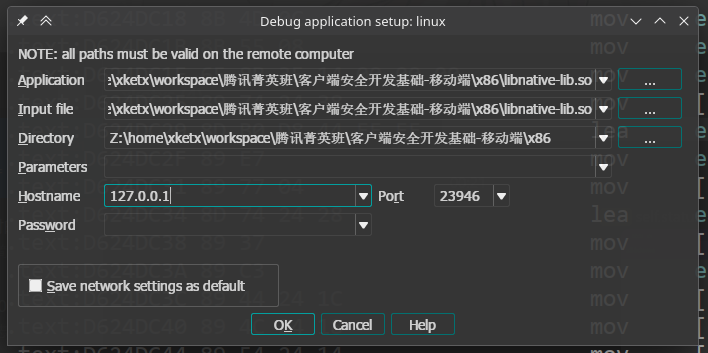 Debug application setup: linux
NOTE: all paths must be valid on the remote computer
Application :\xketx\workspace\腾讯菁英班\客户端安全开发基础-移动端\x86\libnative-lib.so ...
Input file :\xketx\workspace\腾讯菁英班\客户端安全开发基础-移动端\x86\libnative-lib.so ...
Directory Z:\home\xketx\workspace\腾讯菁英班\客户端安全开发基础-移动端\x86 ...
Parameters
Hostname 127.0.0.1 Port 23946
Password
Save network settings as default
OK Cancel Help
mov
mov
mov
mov
lea
mov
mov
lea
mov
mov
mov
mov
mov